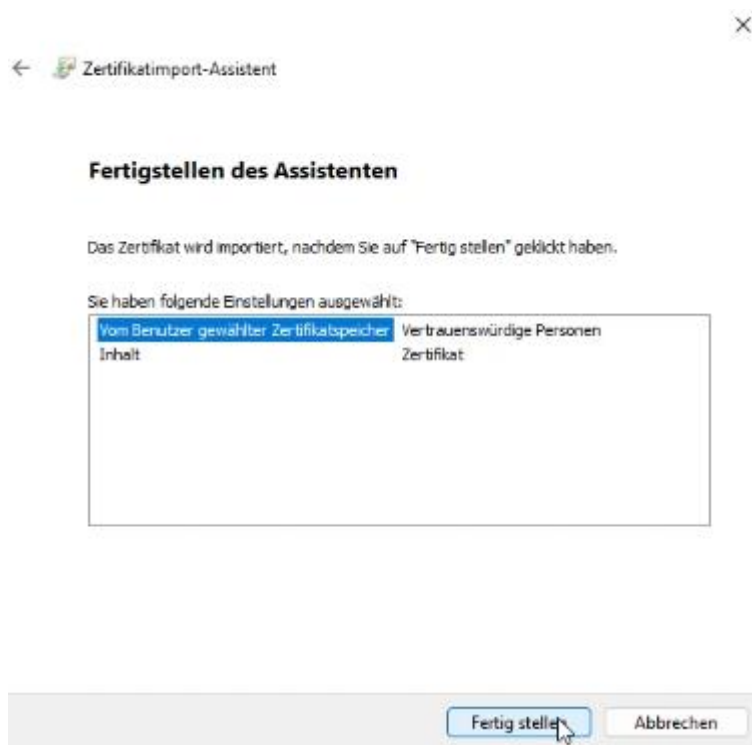 Zertifikatimport-Assistent
Fertigstellen des Assistenten
Das Zertifikat wird importiert, nachdem Sie auf "Fertig stellen" geklickt haben.
Sie haben folgende Einstellungen ausgewählt:
Vom Benutzer gewählter Zertifikatspeicher Vertrauenswürdige Personen
Inhalt Zertifikat
Fertig stellen Abbrechen